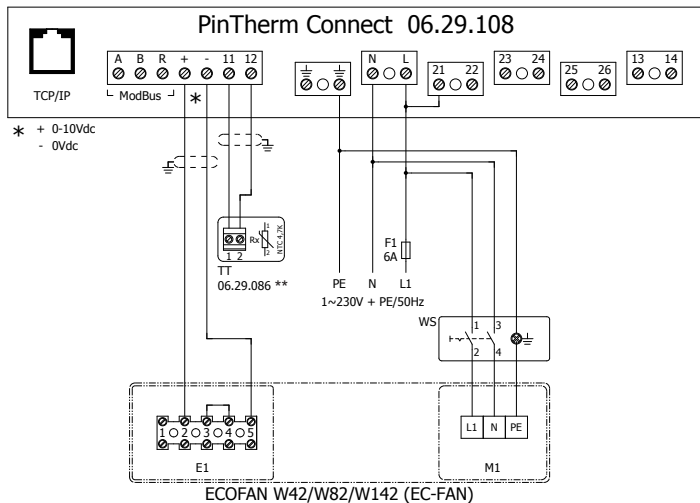 PinTherm Connect 06.29.108
A B R + - 11 12
N L
21 22
23 24
25 26
13 14
TCP/IP
ModBus
*
* + 0-10Vdc
- 0Vdc
Rx
1
2
NTC 4,7K
1 2
TT
06.29.086 **
F1
6A
PE N L1
1~230V + PE/50Hz
WS
1 3
2 4
1 2 3 4 5
E1
L1 N PE
M1
ECOFAN W42/W82/W142 (EC-FAN)